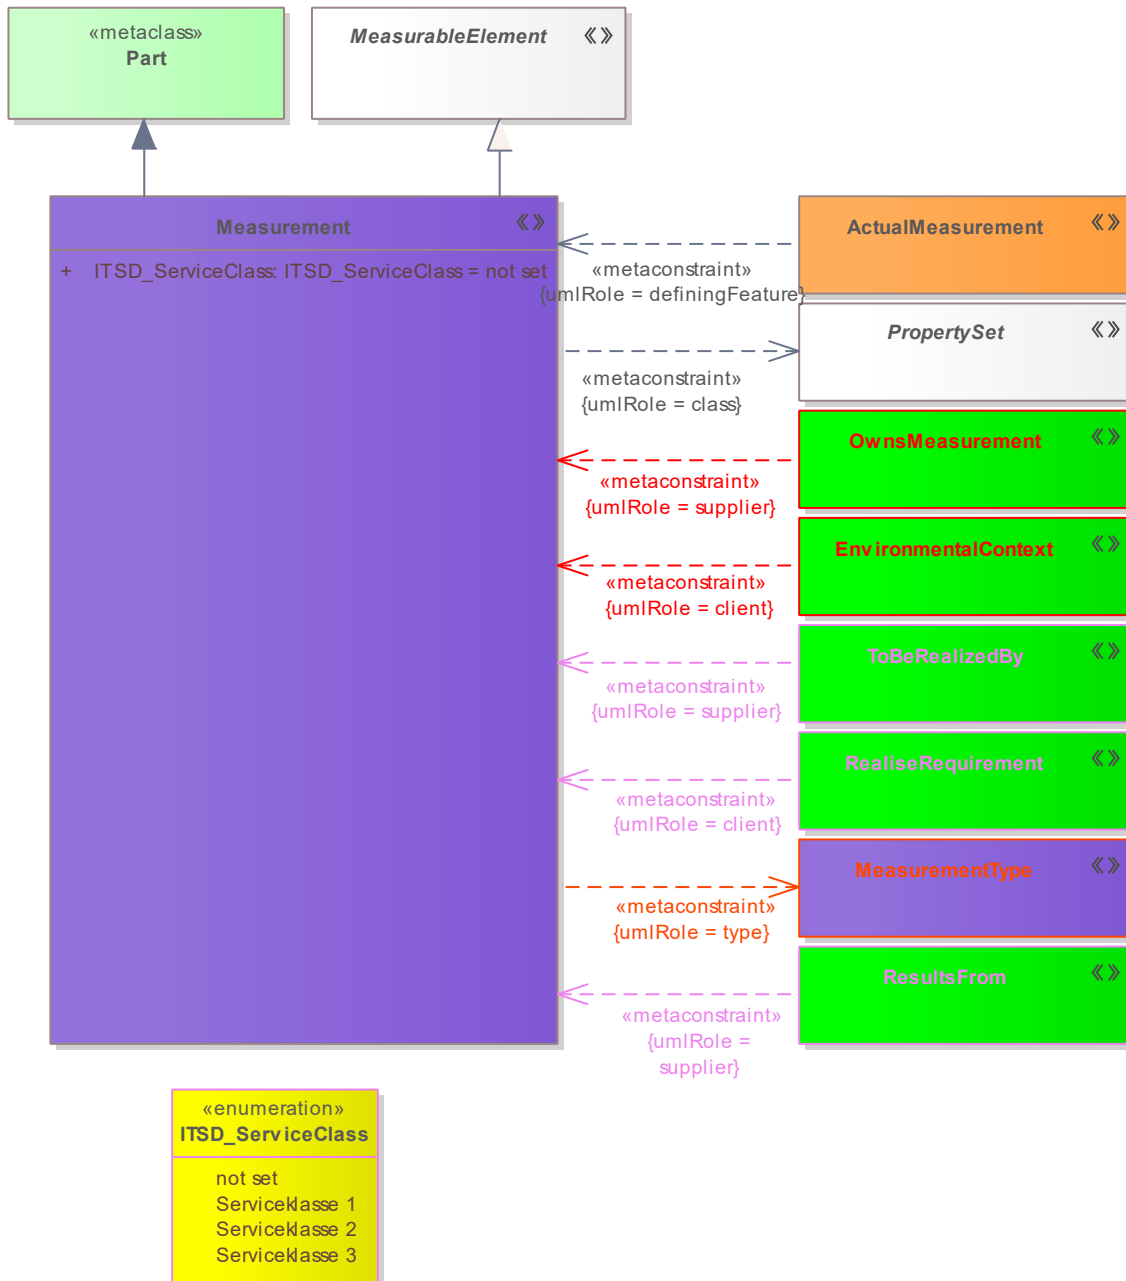 «metaclass»
Part
MeasurableElement «»
Measurement «»
+ ITSD_ServiceClass: ITSD_ServiceClass = not set
ActualMeasurement «»
«metaconstraint»
{umlRole = definingFeature}
PropertySet «»
«metaconstraint»
{umlRole = class}
OwnsMeasurement «»
«metaconstraint»
{umlRole = supplier}
EnvironmentalContext «»
«metaconstraint»
{umlRole = client}
ToBeRealizedBy «»
«metaconstraint»
{umlRole = supplier}
RealiseRequirement «»
«metaconstraint»
{umlRole = client}
MeasurementType «»
«metaconstraint»
{umlRole = type}
ResultsFrom «»
«metaconstraint»
{umlRole =
supplier}
«enumeration»
ITSD_ServiceClass
not set
Serviceklasse 1
Serviceklasse 2
Serviceklasse 3